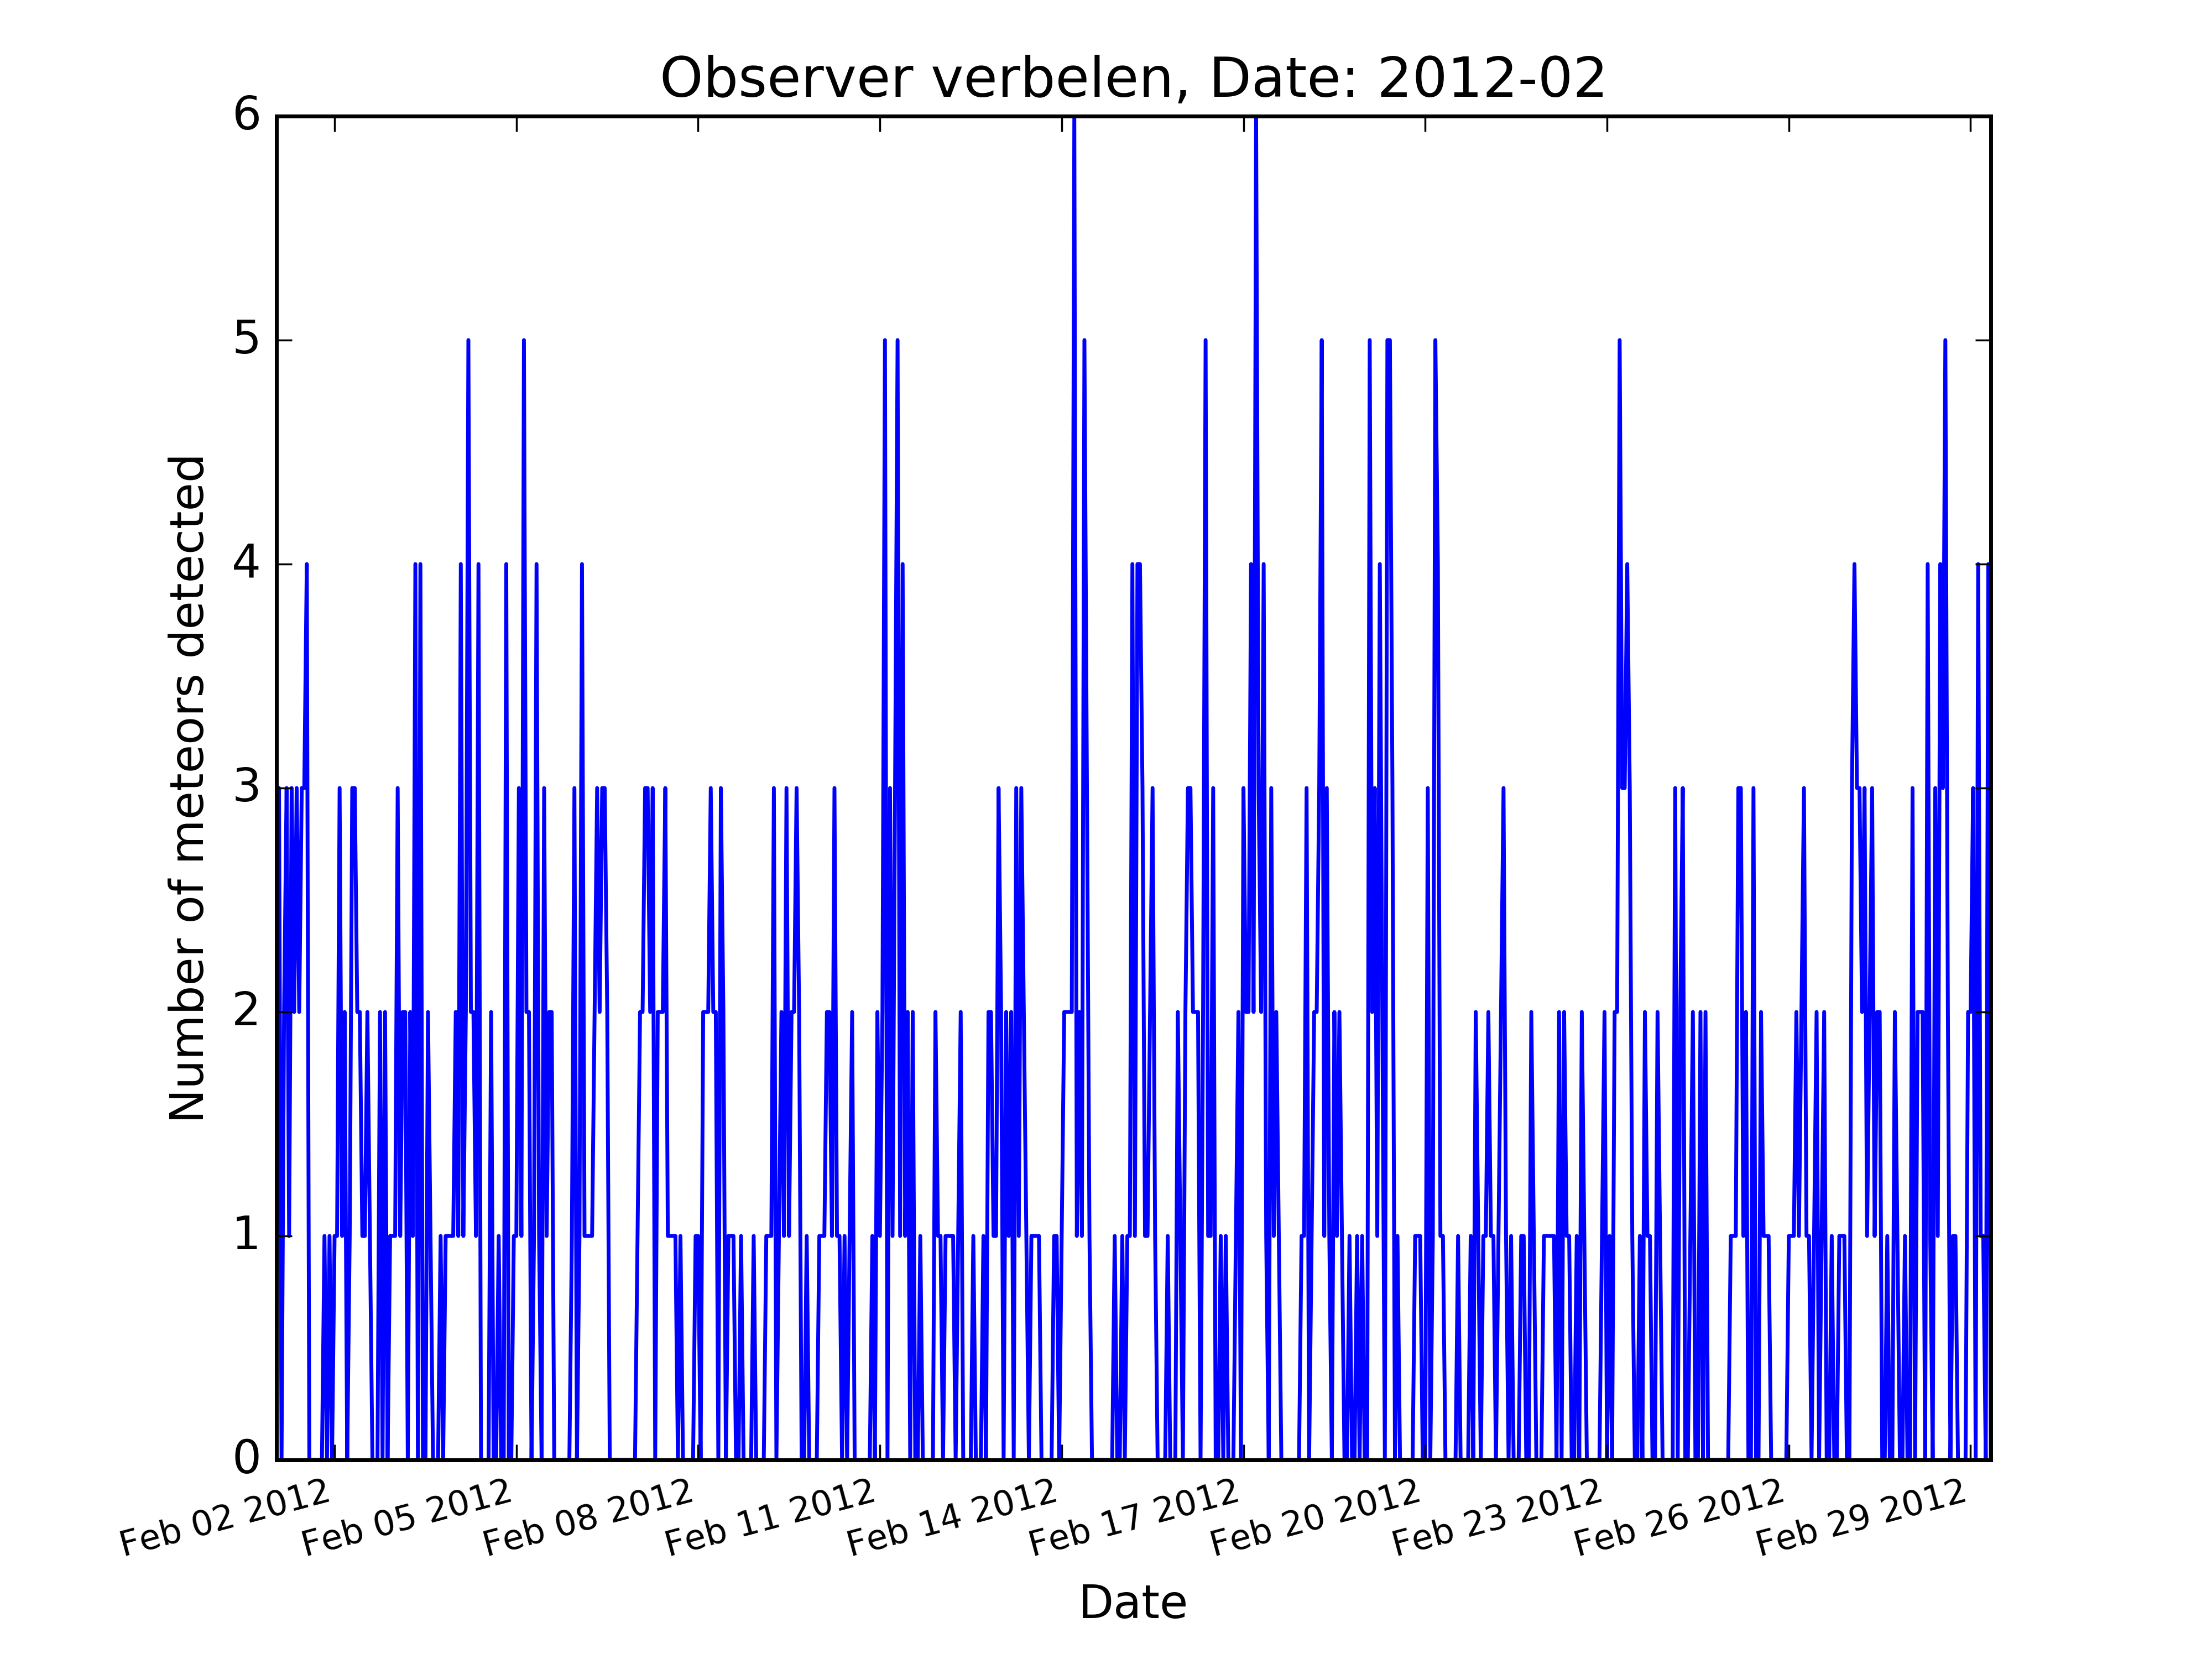 Observer verbelen, Date: 2012-02
6
5
4
3
2
1
0
Number of meteors detected
Feb 02 2012
Feb 05 2012
Feb 08 2012
Feb 11 2012
Feb 14 2012
Feb 17 2012
Feb 20 2012
Feb 23 2012
Feb 26 2012
Feb 29 2012
Date